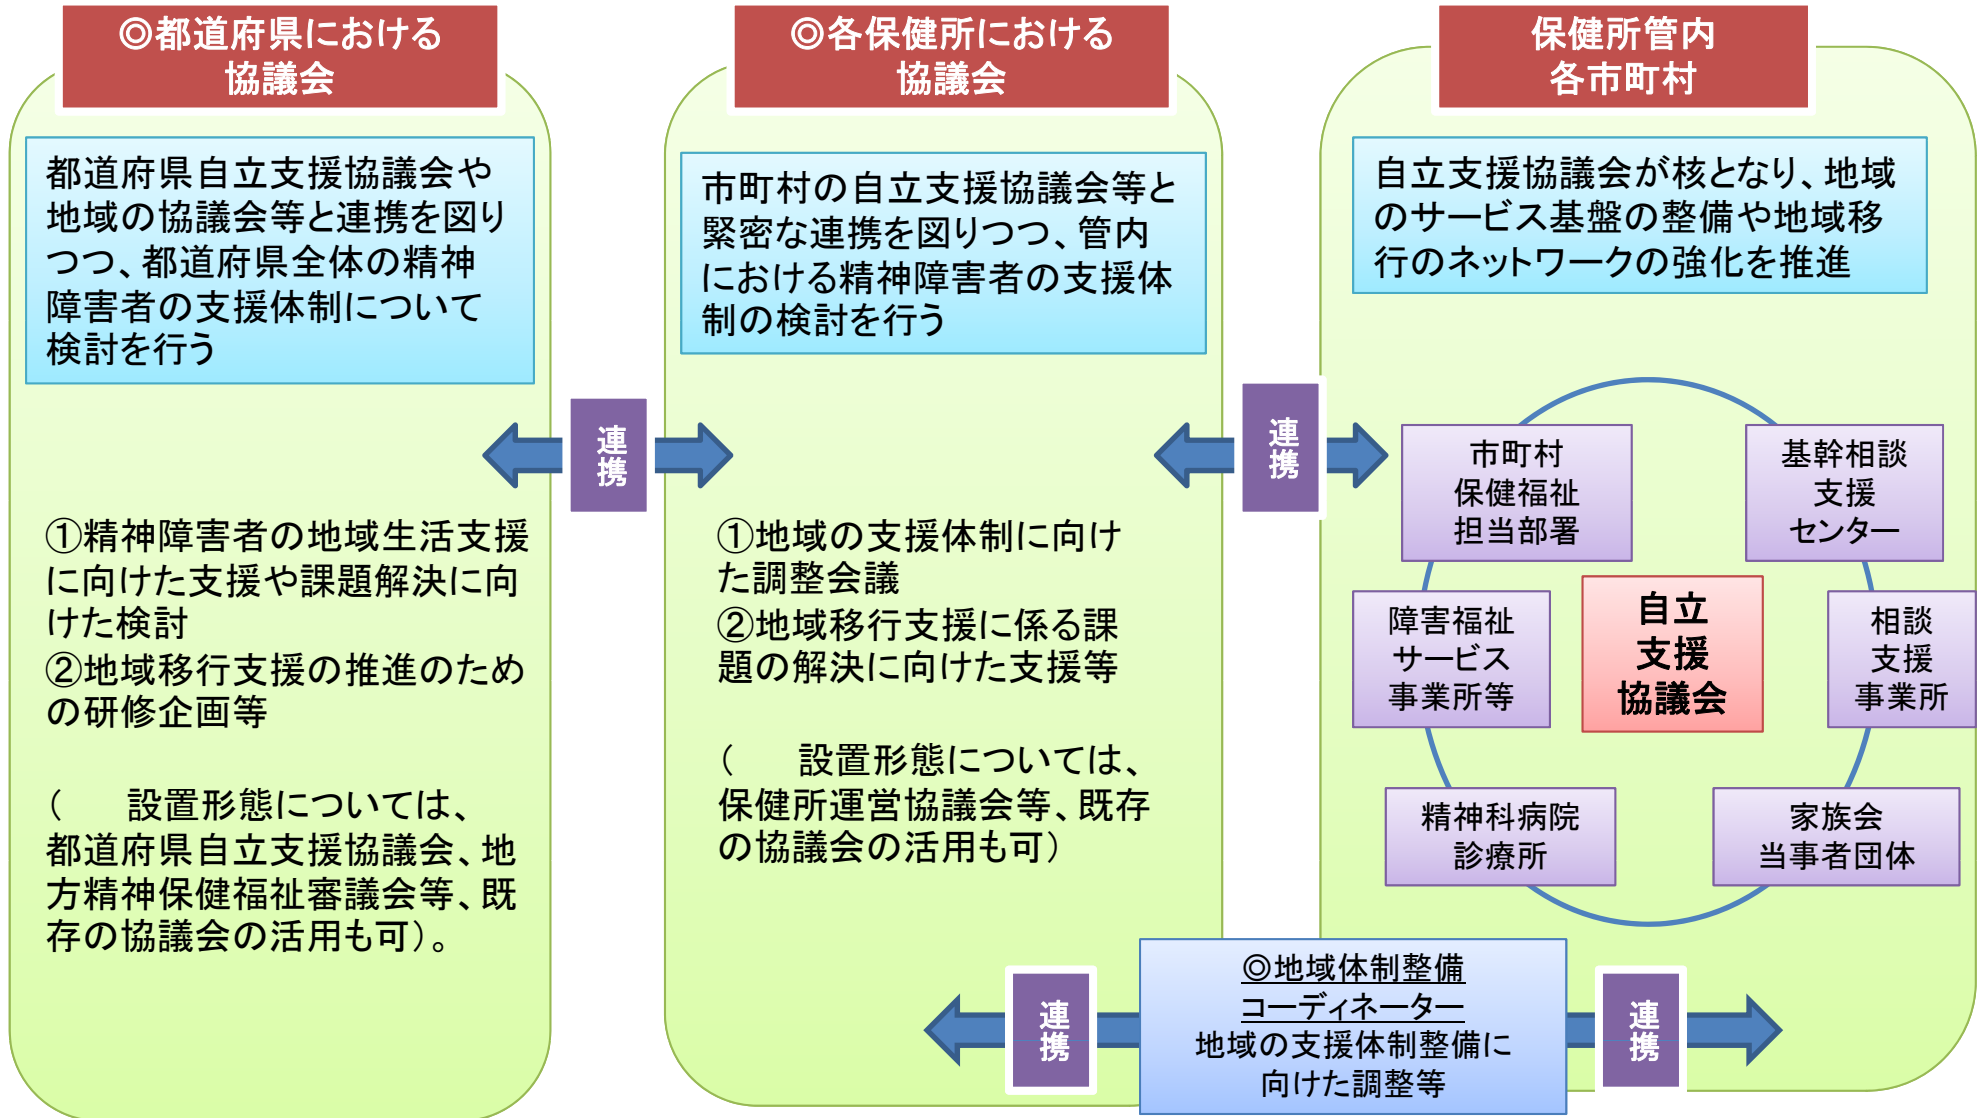 ◎都道府県における
協議会
都道府県自立支援協議会や
地域の協議会等と連携を図り
つつ、都道府県全体の精神
障害者の支援体制について
検討を行う
①精神障害者の地域生活支援
に向けた支援や課題解決に向
けた検討
②地域移行支援の推進のため
の研修企画等
(　設置形態については、
都道府県自立支援協議会、地
方精神保健福祉審議会等、既
存の協議会の活用も可)。
連
携
◎各保健所における
協議会
市町村の自立支援協議会等と
緊密な連携を図りつつ、管内
における精神障害者の支援体
制の検討を行う
①地域の支援体制に向け
た調整会議
②地域移行支援に係る課
題の解決に向けた支援等
(　設置形態については、
保健所運営協議会等、既存
の協議会の活用も可)
連
携
保健所管内
各市町村
自立支援協議会が核となり、地域
のサービス基盤の整備や地域移
行のネットワークの強化を推進
市町村
保健福祉
担当部署
基幹相談
支援
センター
障害福祉
サービス
事業所等
自立
支援
協議会
相談
支援
事業所
精神科病院
診療所
家族会
当事者団体
連
携
◎地域体制整備
コーディネーター
地域の支援体制整備に
向けた調整等
連
携